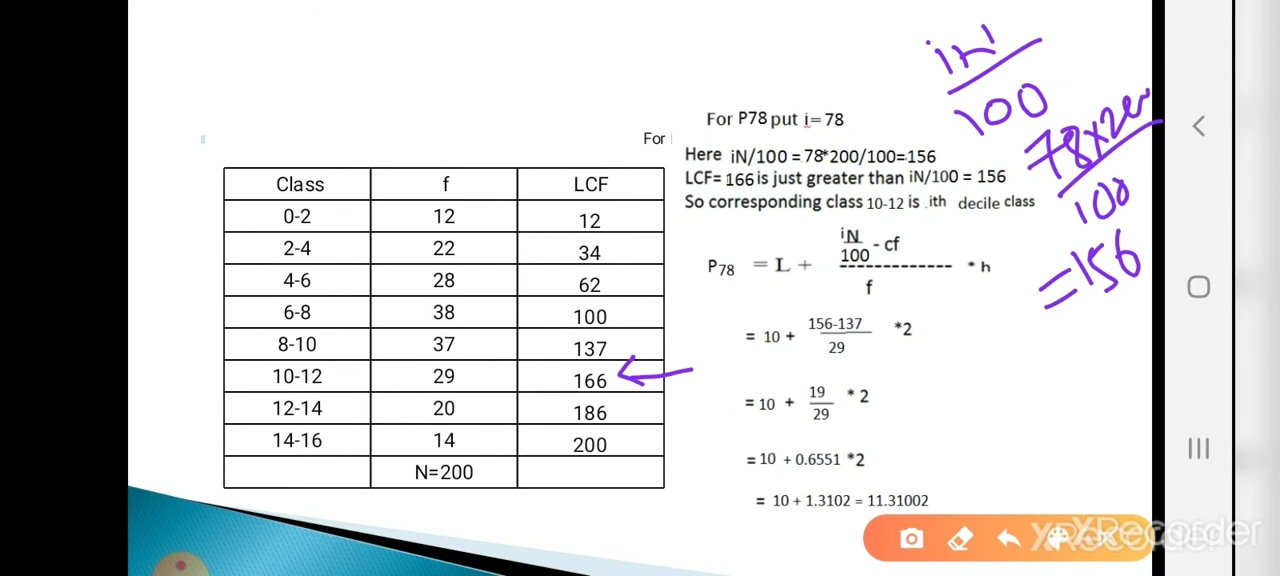 iN
100
78×200
100
=156
For P78 put i= 78
For
Here iN/100 = 78*200/100=156
LCF= 166 is just greater than iN/100 = 156
So corresponding class 10-12 is .ith decile class
Class f LCF
0-2 12 12
2-4 22 34
4-6 28 62
6-8 38 100
8-10 37 137
10-12 29 166
12-14 20 186
14-16 14 200
N=200
P78 = L + iN
100 - cf
-------------- * h
f
= 10 + 156-137 *2
29
= 10 + 19 * 2
29
= 10 + 0.6551 *2
= 10 + 1.3102 = 11.31002
XRecorder